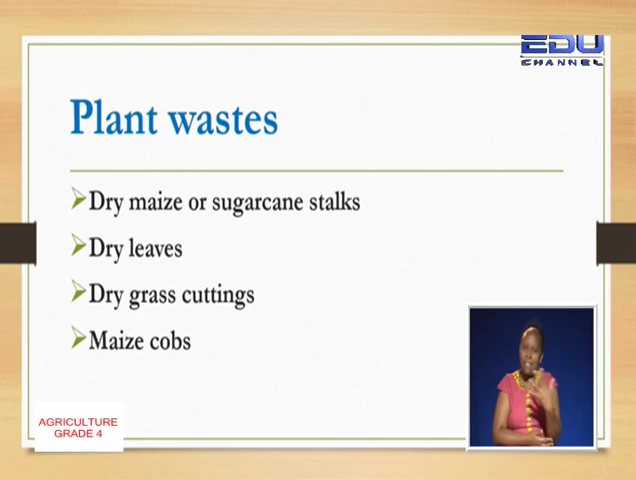 EDU
CHANNEL
Plant wastes
Dry maize or sugarcane stalks
Dry leaves
Dry grass cuttings
Maize cobs
AGRICULTURE
GRADE 4